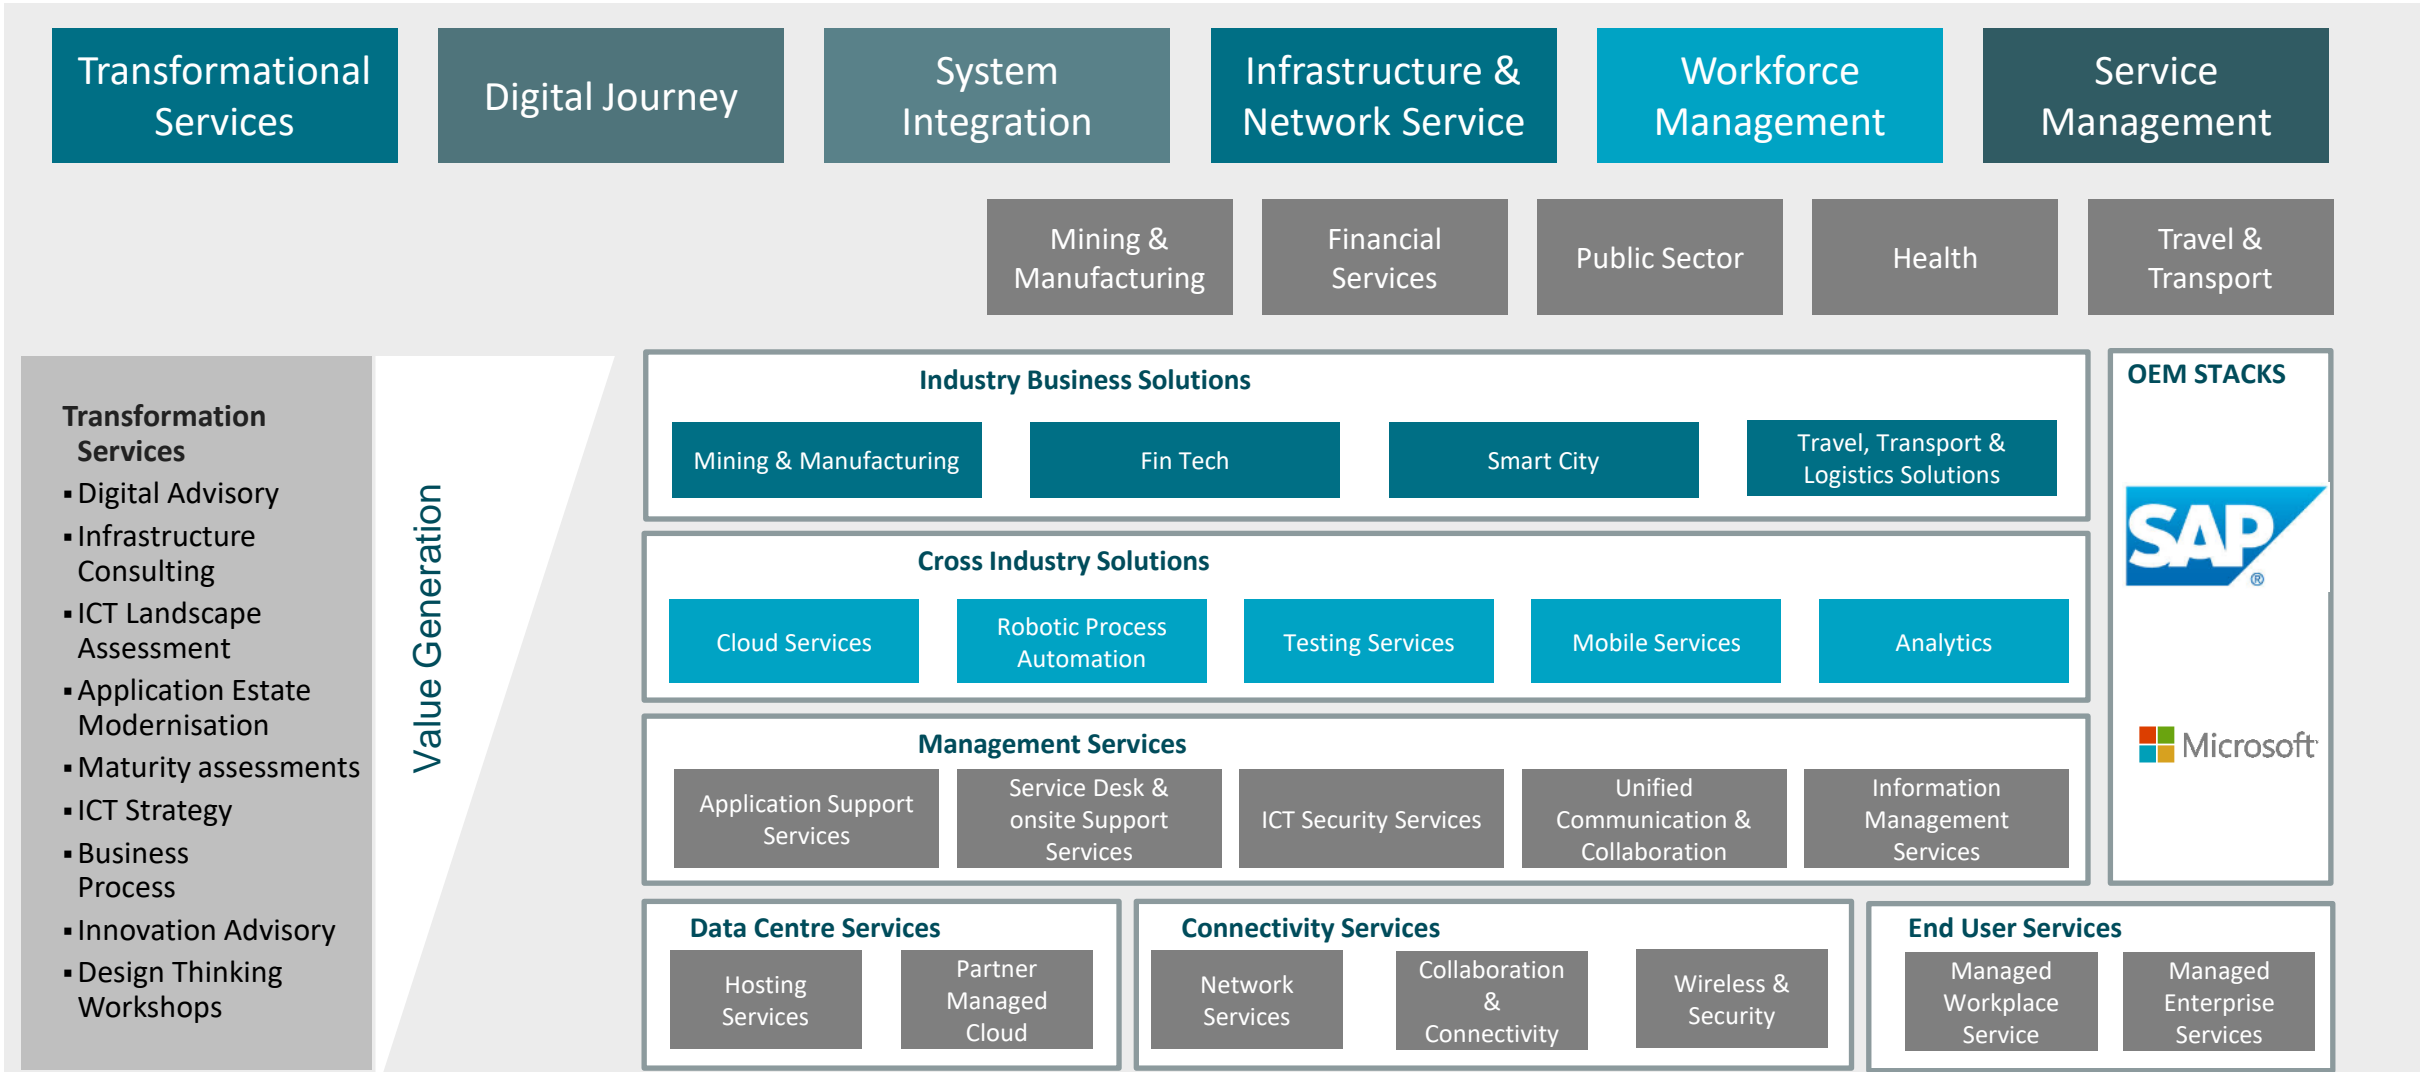 Transformational
Services
Digital Journey
System
Integration
Infrastructure &
Network Service
Workforce
Management
Service
Management
Mining &
Manufacturing
Financial
Services
Public Sector
Health
Travel &
Transport
Transformation
Services
▪ Digital Advisory
▪ Infrastructure
Consulting
▪ ICT Landscape
Assessment
▪ Application Estate
Modernisation
▪ Maturity assessments
▪ ICT Strategy
▪ Business
Process
▪ Innovation Advisory
▪ Design Thinking
Workshops
Value Generation
Industry Business Solutions
Mining & Manufacturing
Fin Tech
Smart City
Travel, Transport &
Logistics Solutions
Cross Industry Solutions
Cloud Services
Robotic Process
Automation
Testing Services
Mobile Services
Analytics
Management Services
Application Support
Services
Service Desk &
onsite Support
Services
ICT Security Services
Unified
Communication &
Collaboration
Information
Management
Services
OEM STACKS
SAP®
Microsoft
Data Centre Services
Hosting
Services
Partner
Managed
Cloud
Connectivity Services
Network
Services
Collaboration
&
Connectivity
Wireless &
Security
End User Services
Managed
Workplace
Service
Managed
Enterprise
Services